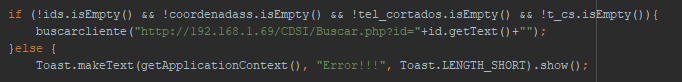 if (!ids.isEmpty() && !coordenadass.isEmpty() && !tel_cortados.isEmpty() && !t_cs.isEmpty()){
buscarcliente("http://192.168.1.69/CDSI/Buscar.php?id="+id.getText()+"");
}else {
Toast.makeText(getApplicationContext(), "Error!!!", Toast.LENGTH_SHORT).show();